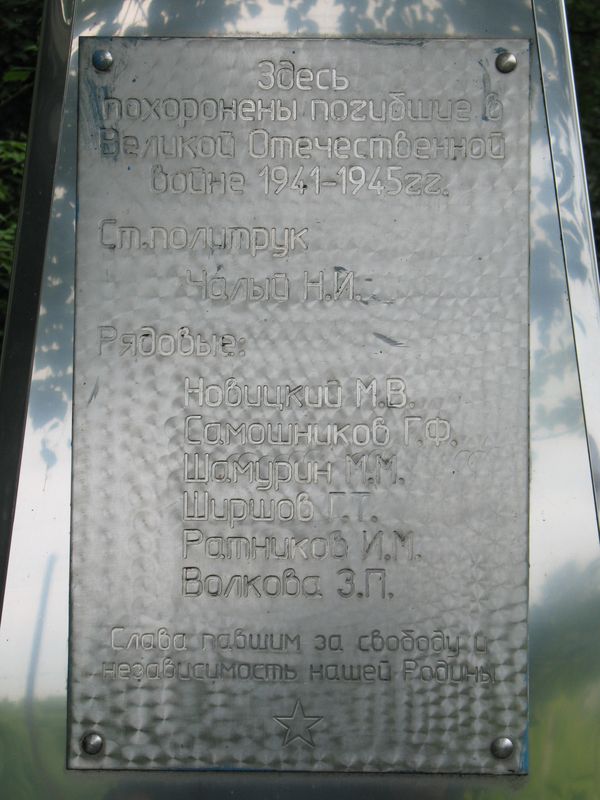 Здесь
похоронены погибшие в
Великой Отечественной
войне 1941-1945гг.
Ст.политрук
Чалый Н.И.
Рядовые:
Новицкий М.В.
Самошников Г.Ф.
Шамурин М.М.
Ширшов Г.Т.
Ратников И.М.
Волкова З.П.
Слава павшим за свободу и
независимость нашей Родины